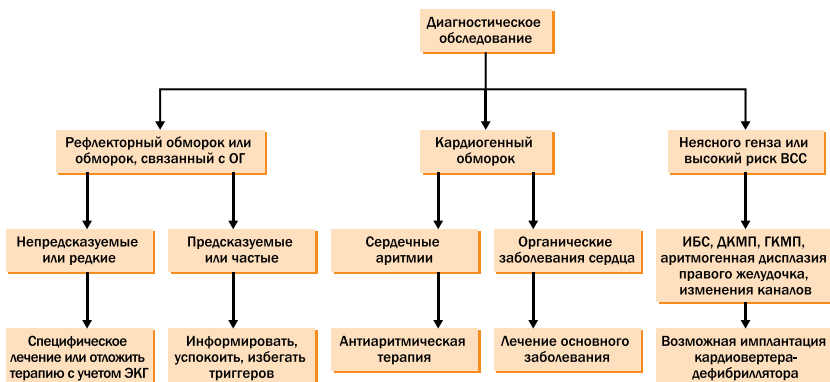 Диагностическое
обследование
Рефлекторный обморок или
обморок, связанный с ОГ
Кардиогенный
обморок
Неясного генза или
высокий риск ВСС
Непредсказуемые
или редкие
Предсказуемые
или частые
Сердечные
аритмии
Органические
заболевания сердца
ИБС, ДКМП, ГКМП,
аритмогенная дисплазия
правого желудочка,
изменения каналов
Специфическое
лечение или отложить
терапию с учетом ЭКГ
Информировать,
успокоить, избегать
триггеров
Антиаритмическая
терапия
Лечение основного
заболевания
Возможная имплантация
кардиовертера-
дефибриллятора